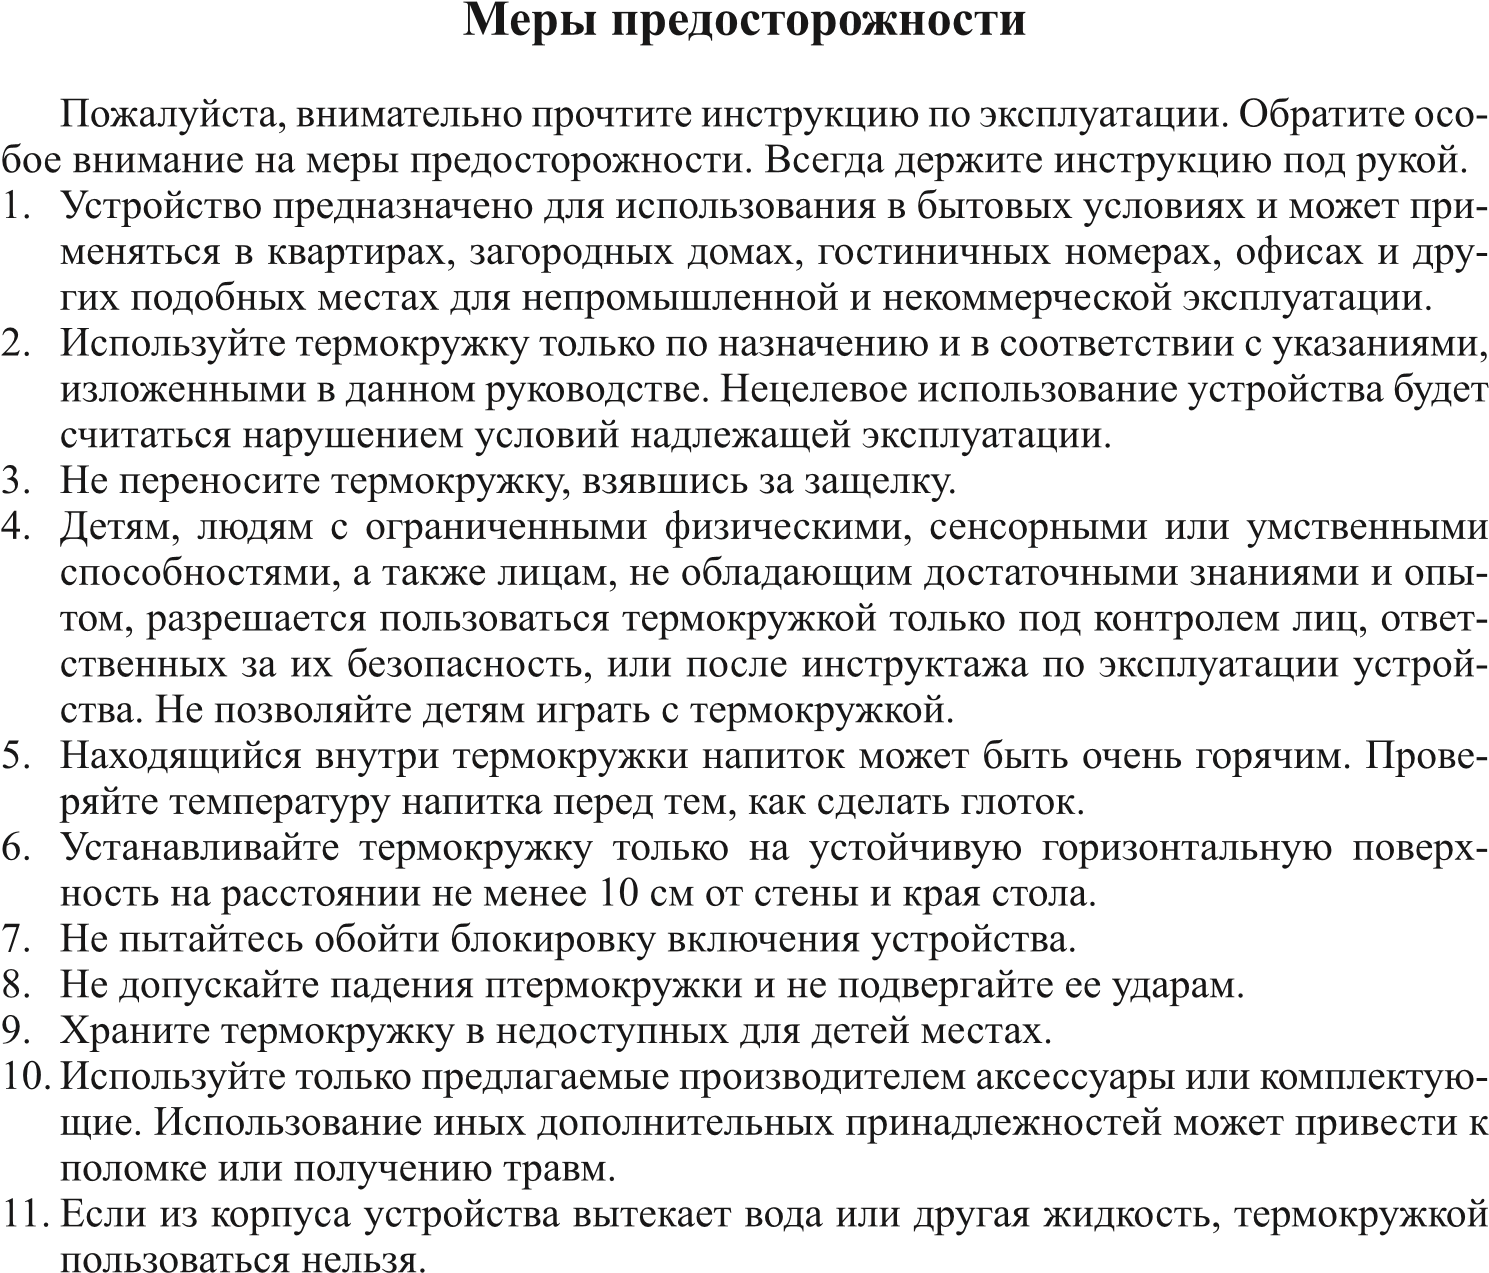 Меры предосторожности
Пожалуйста, внимательно прочтите инструкцию по эксплуатации. Обратите осо-
бое внимание на меры предосторожности. Всегда держите инструкцию под рукой.
1. Устройство предназначено для использования в бытовых условиях и может при-
меняться в квартирах, загородных домах, гостиничных номерах, офисах и дру-
гих подобных местах для непромышленной и некоммерческой эксплуатации.
2. Используйте термокружку только по назначению и в соответствии с указаниями,
изложенными в данном руководстве. Нецелевое использование устройства будет
считаться нарушением условий надлежащей эксплуатации.
3. Не переносите термокружку, взявшись за защелку.
4. Детям, людям с ограниченными физическими, сенсорными или умственными
способностями, а также лицам, не обладающим достаточными знаниями и опы-
том, разрешается пользоваться термокружкой только под контролем лиц, ответ-
ственных за их безопасность, или после инструктажа по эксплуатации устрой-
ства. Не позволяйте детям играть с термокружкой.
5. Находящийся внутри термокружки напиток может быть очень горячим. Прове-
ряйте температуру напитка перед тем, как сделать глоток.
6. Устанавливайте термокружку только на устойчивую горизонтальную поверх-
ность на расстоянии не менее 10 см от стены и края стола.
7. Не пытайтесь обойти блокировку включения устройства.
8. Не допускайте падения птермокружки и не подвергайте ее ударам.
9. Храните термокружку в недоступных для детей местах.
10. Используйте только предлагаемые производителем аксессуары или комплектую-
щие. Использование иных дополнительных принадлежностей может привести к
поломке или получению травм.
11. Если из корпуса устройства вытекает вода или другая жидкость, термокружкой
пользоваться нельзя.